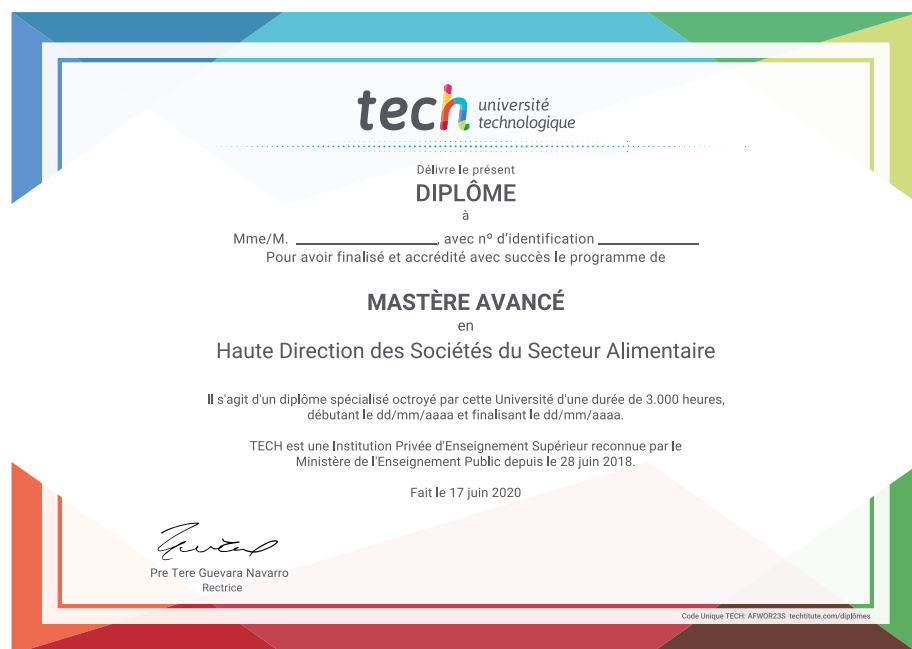 tech université
technologique
Délivre le présent
DIPLÔME
à
Mme/M. ____________, avec nº d'identification ____________
Pour avoir finalisé et accrédité avec succès le programme de
MASTÈRE AVANCÉ
en
Haute Direction des Sociétés du Secteur Alimentaire
Il s'agit d'un diplôme spécialisé octroyé par cette Université d'une durée de 3.000 heures,
débutant le dd/mm/aaaa et finalisant le dd/mm/aaaa.
TECH est une Institution Privée d'Enseignement Supérieur reconnue par le
Ministère de l'Enseignement Public depuis le 28 juin 2018.
Fait le 17 juin 2020
Pre Tere Guevara Navarro
Rectrice
Code Unique TECH: AFWOR23S techtitute.com/diplômes